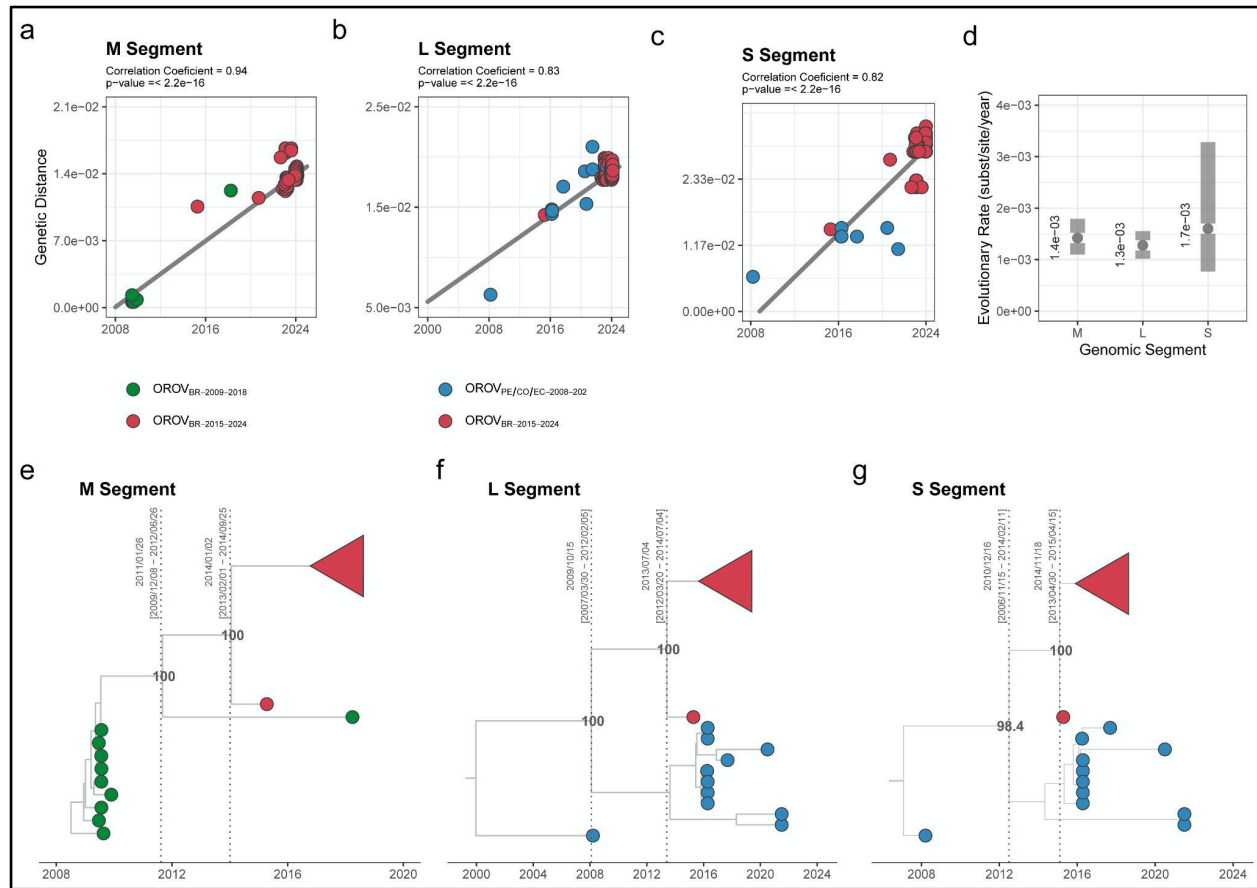 a
M Segment
Correlation Coeficient = 0.94
p-value =< 2.2e-16
Genetic Distance
2.1e-02
1.4e-02
7.0e-03
0.0e+00
2008
2016
2024
b
L Segment
Correlation Coeficient = 0.83
p-value =< 2.2e-16
2.5e-02
1.5e-02
5.0e-03
2000
2008
2016
2024
c
S Segment
Correlation Coeficient = 0.82
p-value =< 2.2e-16
2.33e-02
1.17e-02
0.00e+00
2008
2016
2024
d
Evolutionary Rate (subst/site/year)
4e-03
3e-03
2e-03
1e-03
0e+00
1.4e-03
1.3e-03
1.7e-03
M
L
S
Genomic Segment
OROVBR-2009-2018
OROVBR-2015-2024
OROVPE/CO/EC-2008-202
OROVBR-2015-2024
e
M Segment
2011/01/26
[2009/12/08 - 2012/06/26
2014/01/02
[2013/02/01 - 2014/09/25
100
100
2008
2012
2016
2020
f
L Segment
2009/10/15
[2007/03/30 - 2012/02/05]
2013/07/04
[2012/03/20 - 2014/07/04]
100
100
2000
2004
2008
2012
2016
2020
2024
g
S Segment
2010/12/16
[2006/11/15 - 2014/02/11]
2014/11/18
[2013/04/30 - 2015/04/15]
100
98.4
2008
2012
2016
2020
2024